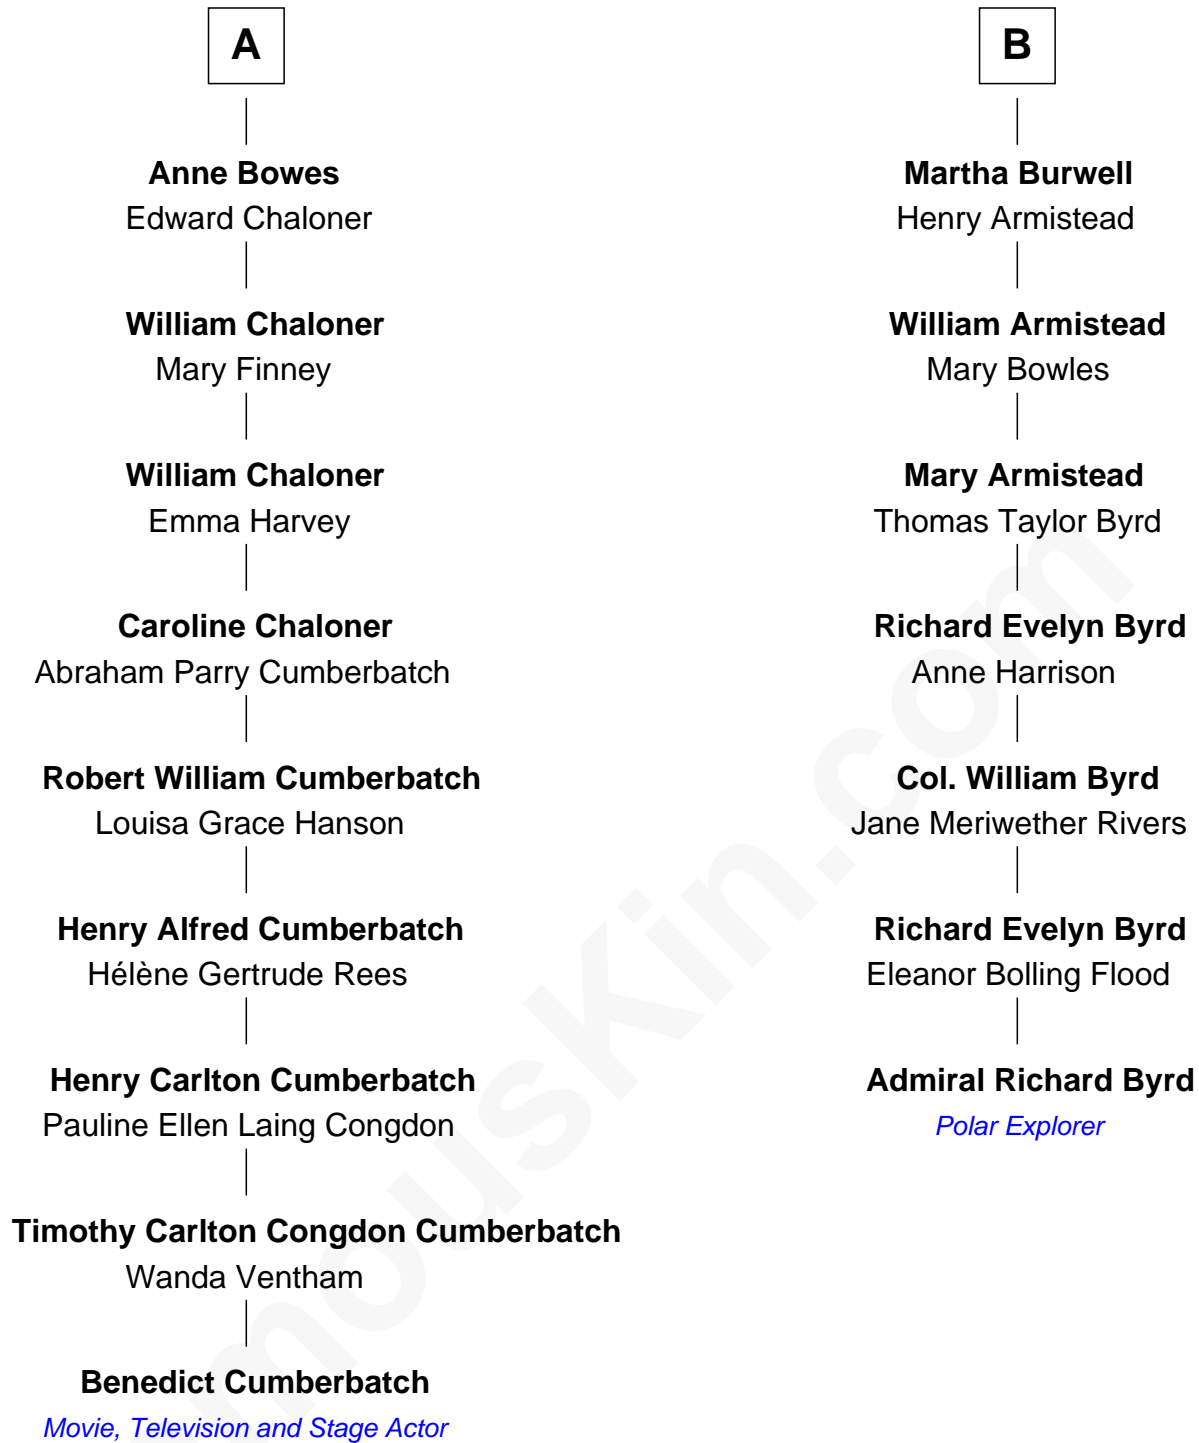 A
Anne Bowes
Edward Chaloner
William Chaloner
Mary Finney
William Chaloner
Emma Harvey
Caroline Chaloner
Abraham Parry Cumberbatch
Robert William Cumberbatch
Louisa Grace Hanson
Henry Alfred Cumberbatch
Hélène Gertrude Rees
Henry Carlton Cumberbatch
Pauline Ellen Laing Congdon
Timothy Carlton Congdon Cumberbatch
Wanda Ventham
Benedict Cumberbatch
Movie, Television and Stage Actor
B
Martha Burwell
Henry Armistead
William Armistead
Mary Bowles
Mary Armistead
Thomas Taylor Byrd
Richard Evelyn Byrd
Anne Harrison
Col. William Byrd
Jane Meriwether Rivers
Richard Evelyn Byrd
Eleanor Bolling Flood
Admiral Richard Byrd
Polar Explorer
mouskin.com